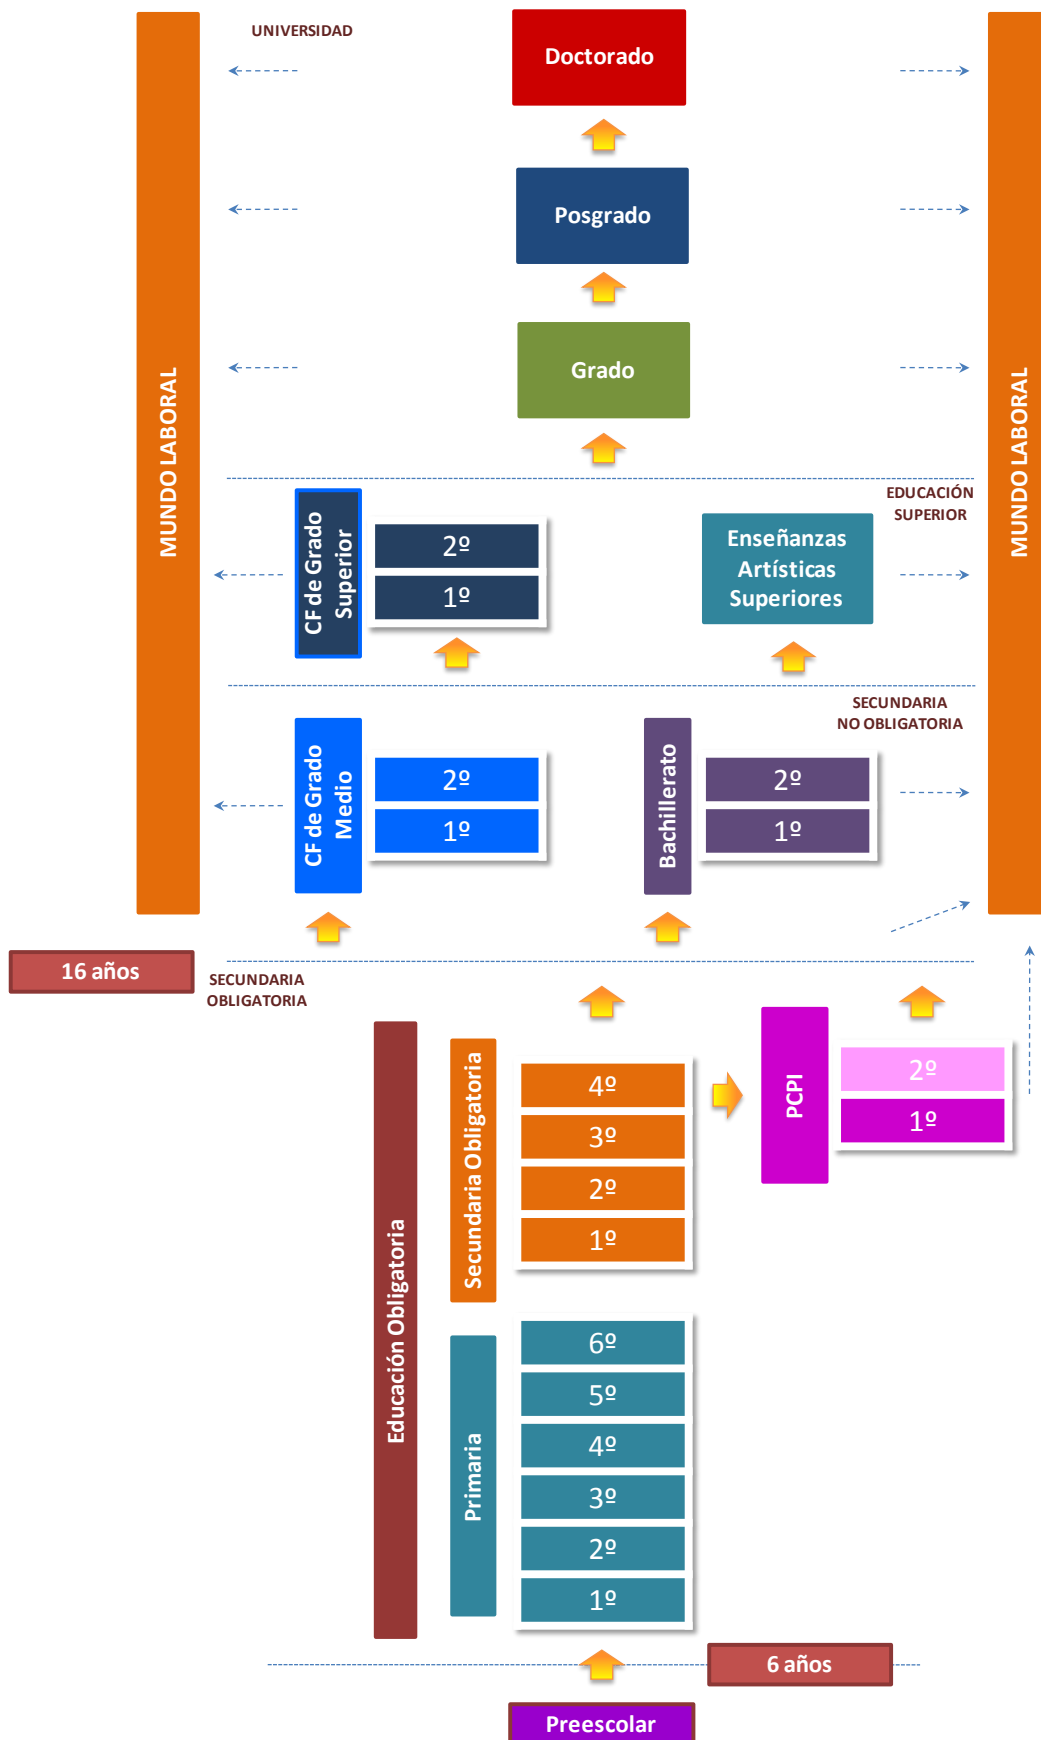 UNIVERSIDAD
Doctorado
Posgrado
Grado
MUNDO LABORAL
MUNDO LABORAL
EDUCACIÓN
SUPERIOR
CF de Grado
Superior
2º
1º
Enseñanzas
Artísticas
Superiores
SECUNDARIA
NO OBLIGATORIA
CF de Grado
Medio
2º
1º
Bachillerato
2º
1º
16 años
SECUNDARIA
OBLIGATORIA
Educación Obligatoria
Secundaria Obligatoria
4º
3º
2º
1º
PCPI
2º
1º
Primaria
6º
5º
4º
3º
2º
1º
6 años
Preescolar